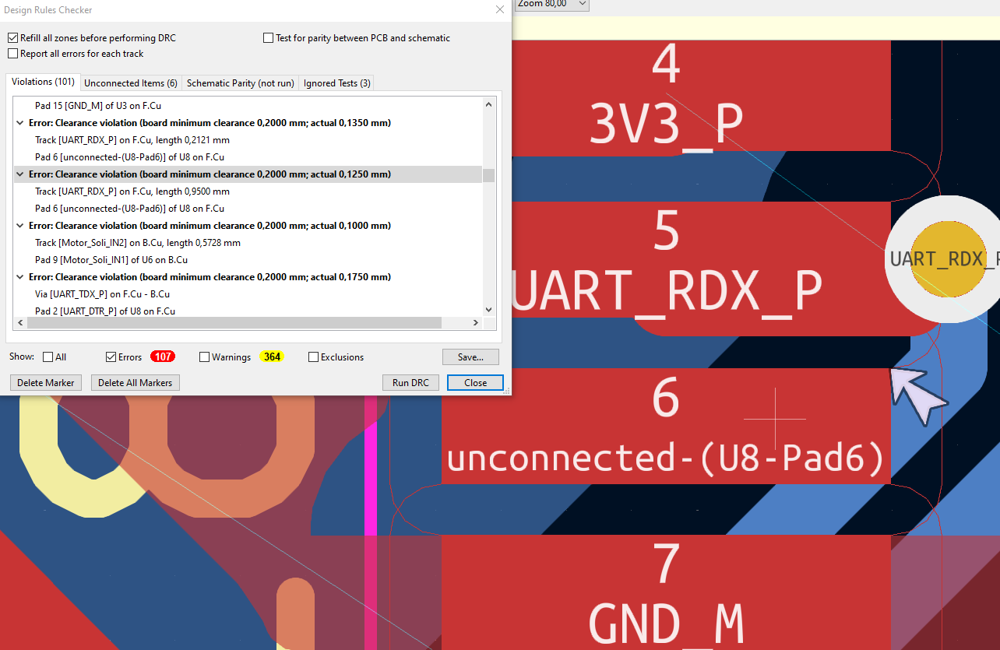 Design Rules Checker
Zoom 80,00
Refill all zones before performing DRC
Test for parity between PCB and schematic
Report all errors for each track
Violations (101)
Unconnected Items (6)
Schematic Parity (not run)
Ignored Tests (3)
Pad 15 [GND_M] of U3 on F.Cu
Error: Clearance violation (board minimum clearance 0,2000 mm; actual 0,1350 mm)
Track [UART_RDX_P] on F.Cu, length 0,2121 mm
Pad 6 [unconnected-(U8-Pad6)] of U8 on F.Cu
Error: Clearance violation (board minimum clearance 0,2000 mm; actual 0,1250 mm)
Track [UART_RDX_P] on F.Cu, length 0,9500 mm
Pad 6 [unconnected-(U8-Pad6)] of U8 on F.Cu
Error: Clearance violation (board minimum clearance 0,2000 mm; actual 0,1000 mm)
Track [Motor_Soli_IN2] on B.Cu, length 0,5728 mm
Pad 9 [Motor_Soli_IN1] of U6 on B.Cu
Error: Clearance violation (board minimum clearance 0,2000 mm; actual 0,1750 mm)
Via [UART_TDX_P] on F.Cu - B.Cu
Pad 2 [UART_DTR_P] of U8 on F.Cu
Show:
All
Errors
107
Warnings
364
Exclusions
Save...
Delete Marker
Delete All Markers
Run DRC
Close
4
3V3_P
5
UART_RDX_P
UART_RDX_P
6
unconnected-(U8-Pad6)
7
GND_M